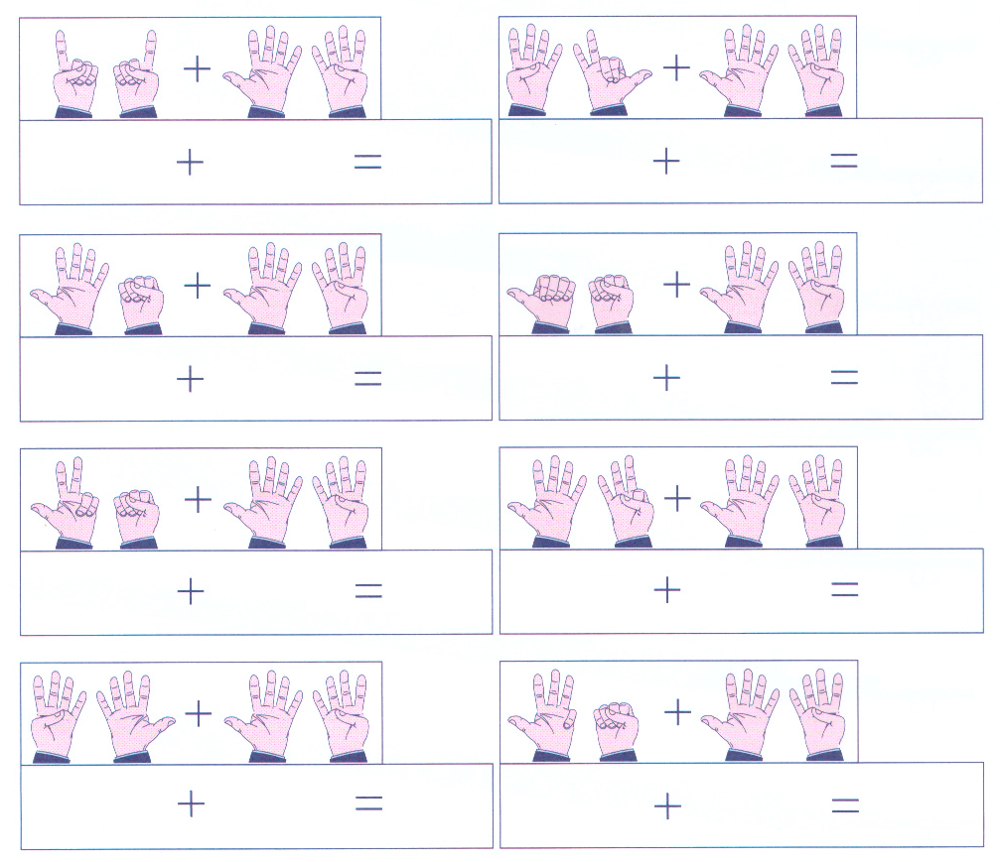 + +
+ = + =
+ +
+ = + =
+ +
+ = + =
+ +
+ = + =